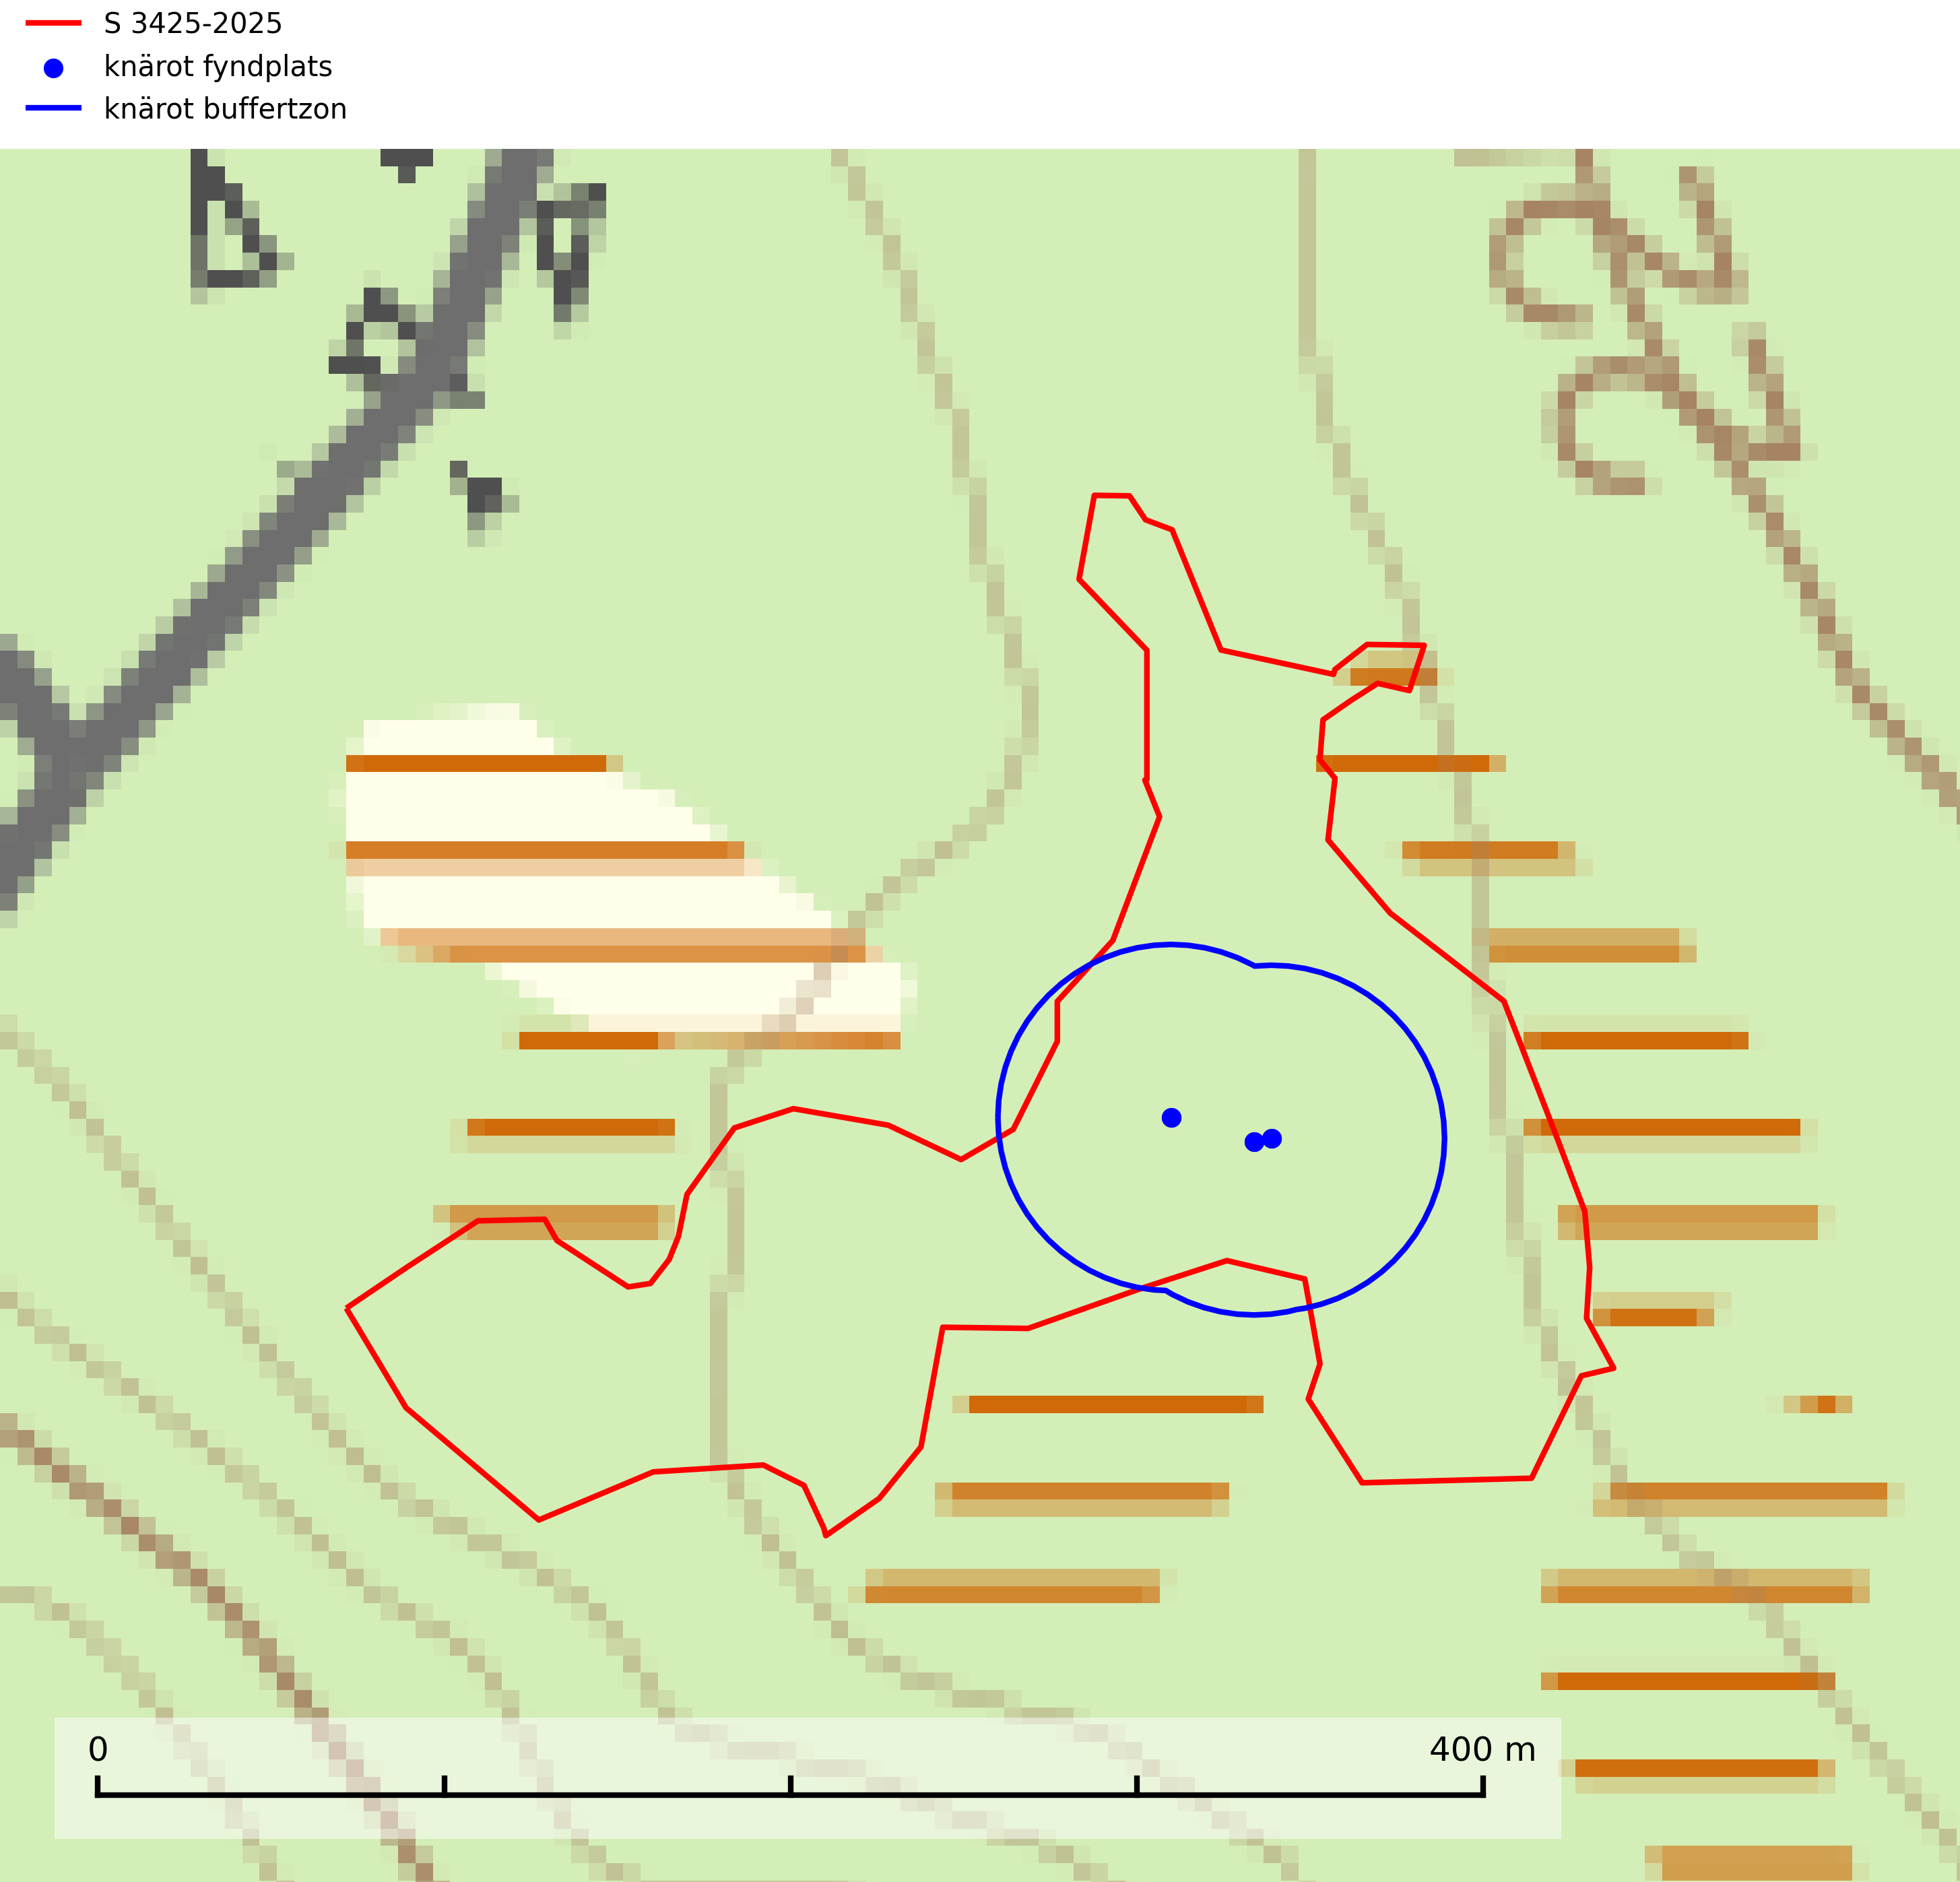 S 3425-2025
knärot fyndplats
knärot buffertzon
0
400 m